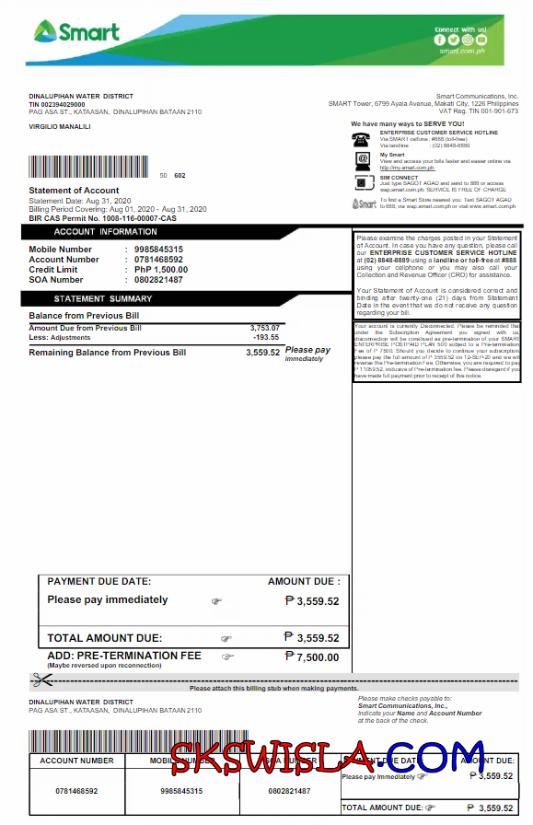 Smart
Connect with us!
smart.com.ph
DINALUPIHAN WATER DISTRICT
TIN 002394029000
PAG ASA ST., KATAASAN, DINALUPIHAN BATAAN 2110
VIRGILIO MANALILI
Smart Communications, Inc.
SMART Tower, 6799 Ayala Avenue, Makati City, 1226 Philippines
VAT Reg. TIN 001-901-673
We have many ways to SERVE YOU!
ENTERPRISE CUSTOMER SERVICE HOTLINE
Via SMART cellular : #888 (toll-free)
Via landline : (02) 8848-8889
My Smart
View and access your bills faster and easier online via
http://my.smart.com.ph
SIM CONNECT
Just type SAGOT AGAD and send to 888 or access
wap.smart.com.ph. SERVICE IS FREE OF CHARGE
Smart
To find a Smart Store nearest you. Text SAGOT AGAD
to 888, via wap.smart.com.ph or visit www.smart.com.ph
50 602
Statement of Account
Statement Date: Aug 31, 2020
Billing Period Covering: Aug 01, 2020 - Aug 31, 2020
BIR CAS Permit No. 1008-116-00007-CAS
ACCOUNT INFORMATION
Mobile Number : 9985845315
Account Number : 0781468592
Credit Limit : PhP 1,500.00
SOA Number : 0802821487
Please examine the charges posted in your Statement
of Account. In case you have any question, please call
our ENTERPRISE CUSTOMER SERVICE HOTLINE
at (02) 8848-8889 using a landline or toll-free at #888
using your cellphone or you may also call your
Collection and Revenue Officer (CRO) for assistance.
Your Statement of Account is considered correct and
binding after twenty-one (21) days from Statement
Date in the event that we do not receive any question
regarding your bill.
STATEMENT SUMMARY
Balance from Previous Bill
Amount Due from Previous Bill 3,753.07
Less: Adjustments -193.55
Remaining Balance from Previous Bill 3,559.52 Please pay
immediately
Your account is currently Disconnected. Please be reminded that
under the Subscription Agreement you agreed with us,
disconnection will be construed as pre-termination of your SMART
ENTERPRISE POSTPAID PLAN 500 subject to a Pre-termination
Fee of P 7500. Should you decide to continue your subscription,
please pay the full amount of P 3559.52 on 12-SEP-20 and we will
reverse the Pre-termination Fee. Otherwise, you are required to pay
P 11059.52, inclusive of Pre-termination fee. Please disregard if you
have made full payment prior to receipt of this notice.
PAYMENT DUE DATE: AMOUNT DUE :
Please pay immediately ₱ 3,559.52
TOTAL AMOUNT DUE: ₱ 3,559.52
ADD: PRE-TERMINATION FEE ₱ 7,500.00
(Maybe reversed upon reconnection)
Please attach this billing stub when making payments.
DINALUPIHAN WATER DISTRICT
PAG ASA ST., KATAASAN, DINALUPIHAN BATAAN 2110
Please make checks payable to:
Smart Communications, Inc.,
Indicate your Name and Account Number
at the back of the check.
SKSWISLA.COM
ACCOUNT NUMBER MOBILE NUMBER SOA NUMBER PAYMENT DUE DATE AMOUNT DUE:
Please pay immediately ₱ 3,559.52
0781468592 9985845315 0802821487
TOTAL AMOUNT DUE: ₱ 3,559.52